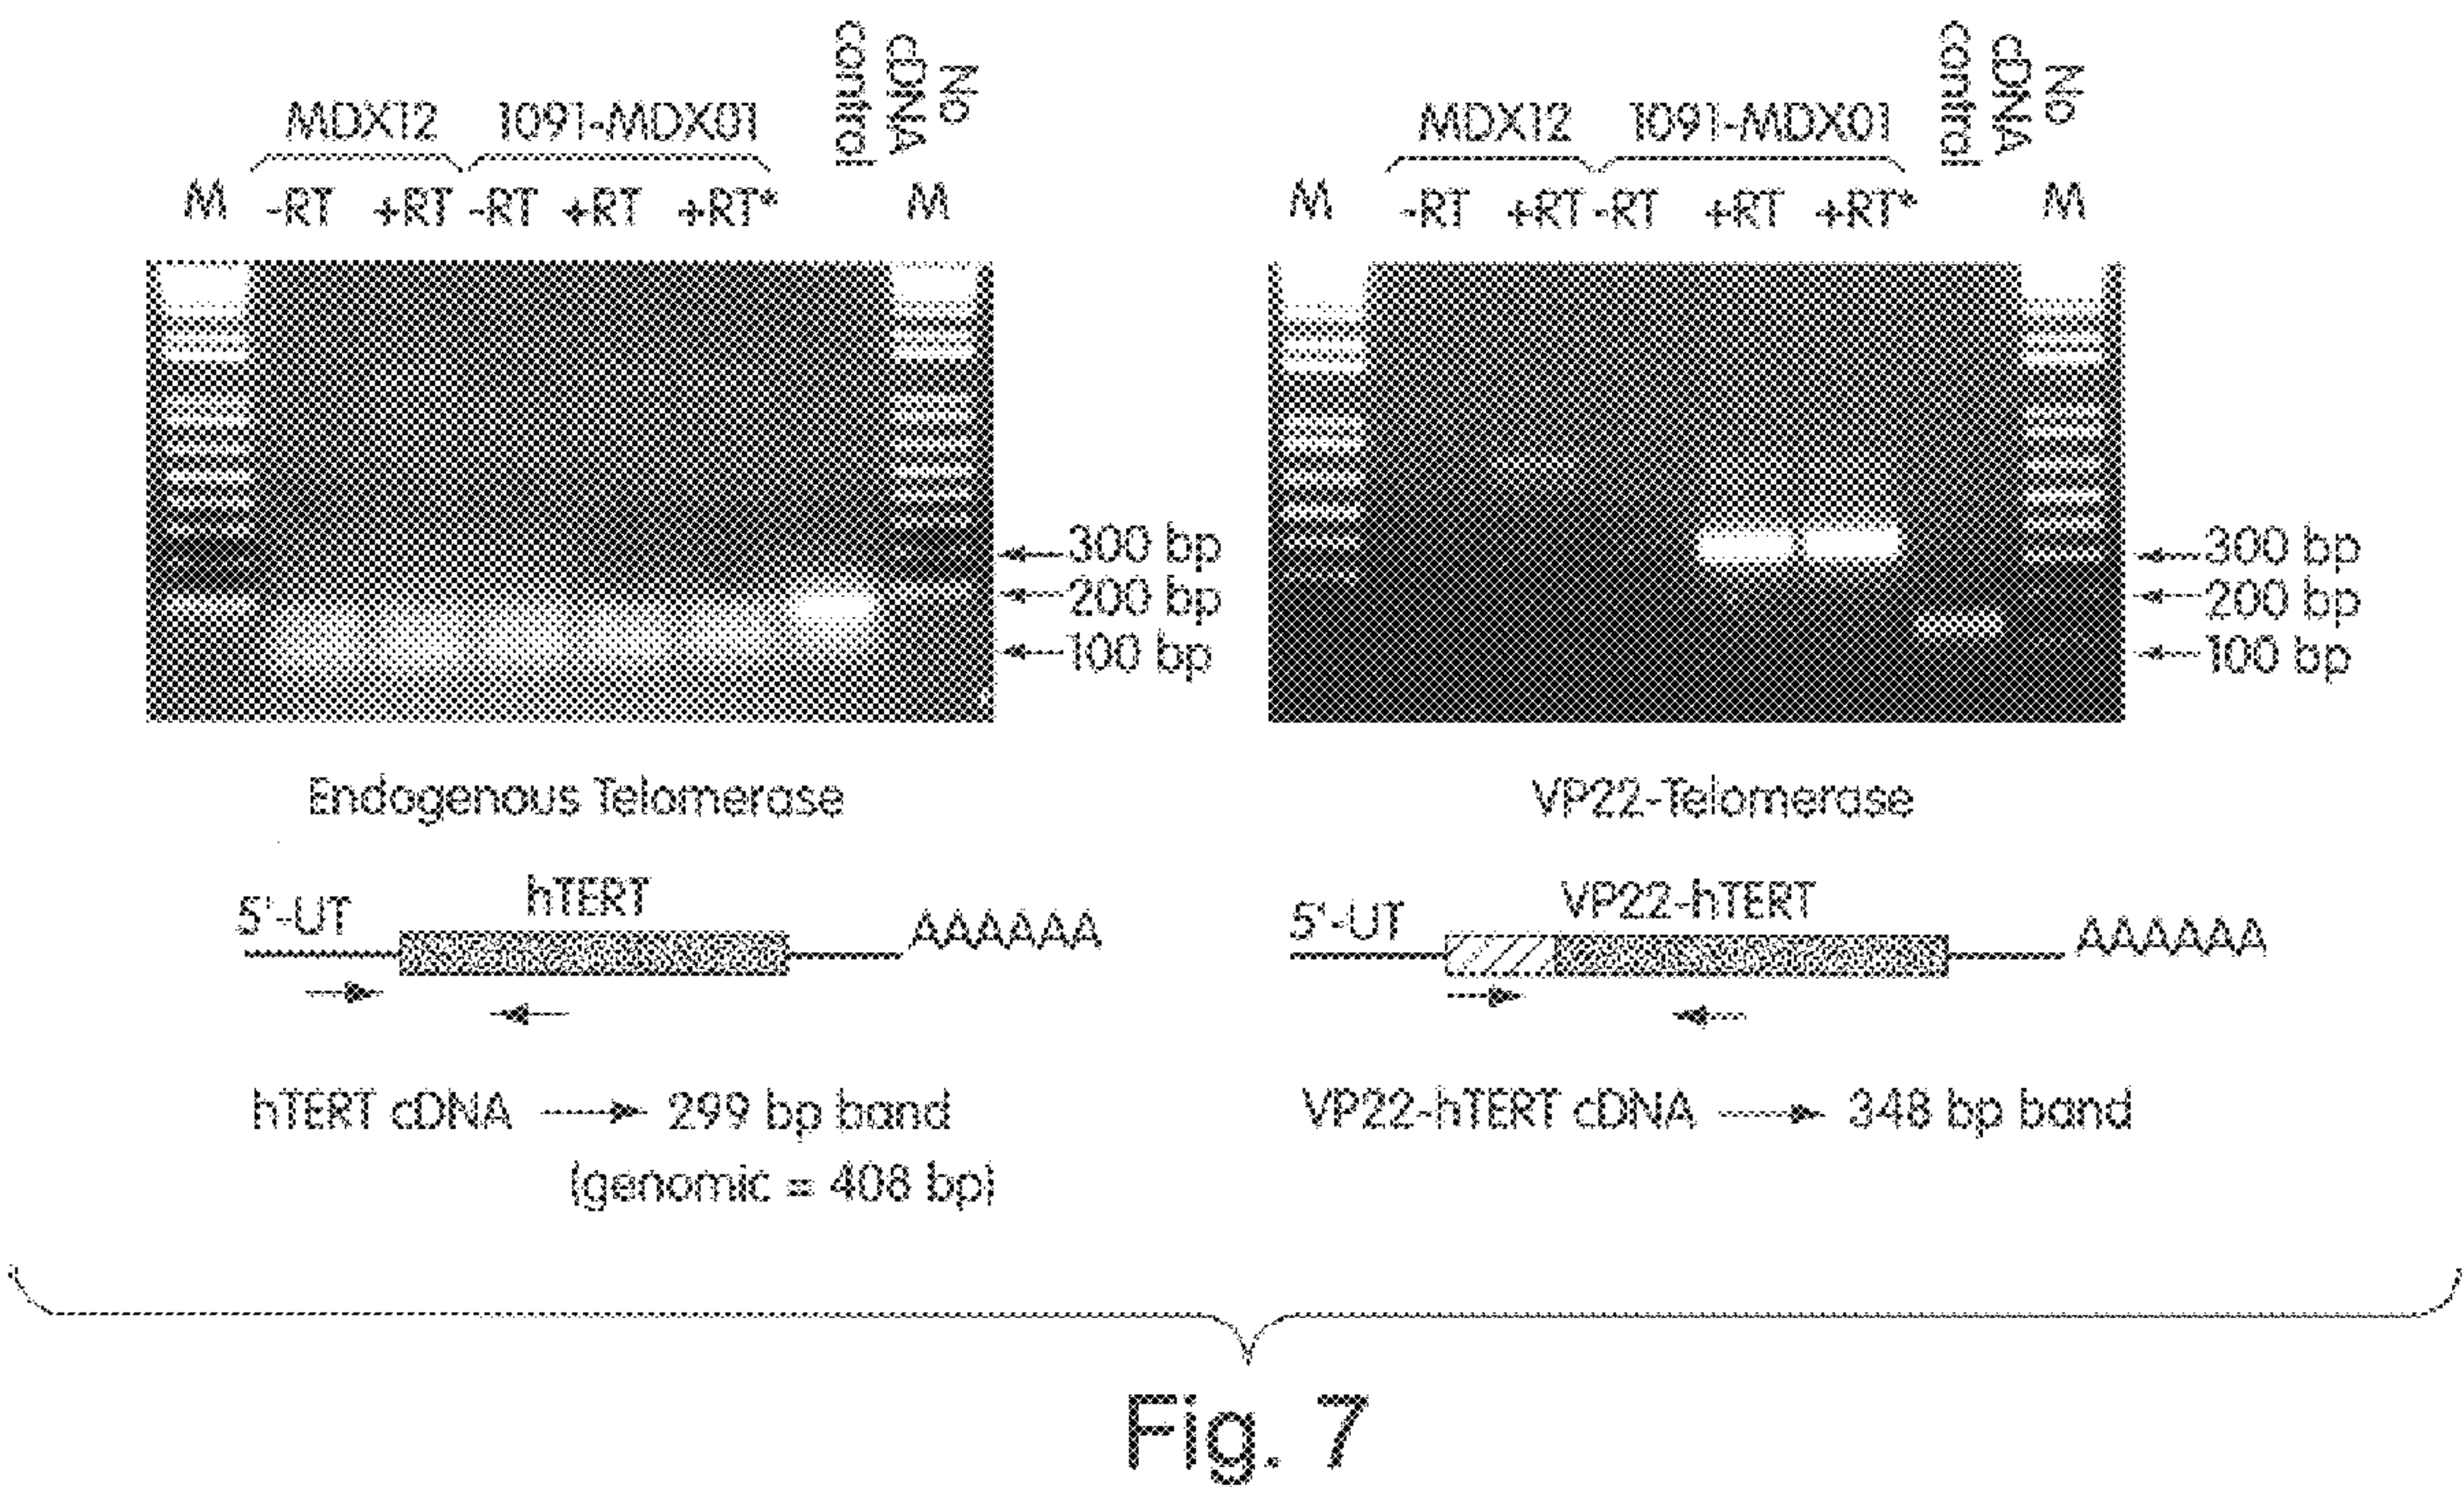 MDX12 1091-MDX01 No cDNA control
M -RT +RT -RT +RT +RT* M
300 bp
200 bp
100 bp
Endogenous Telomerase
5'-UT hTERT AAAAAA
hTERT cDNA → 299 bp band
(genomic = 408 bp)
MDX12 1091-MDX01 No cDNA control
M -RT +RT -RT +RT +RT* M
300 bp
200 bp
100 bp
VP22-Telomerase
5'-UT VP22-hTERT AAAAAA
VP22-hTERT cDNA → 348 bp band
Fig. 7